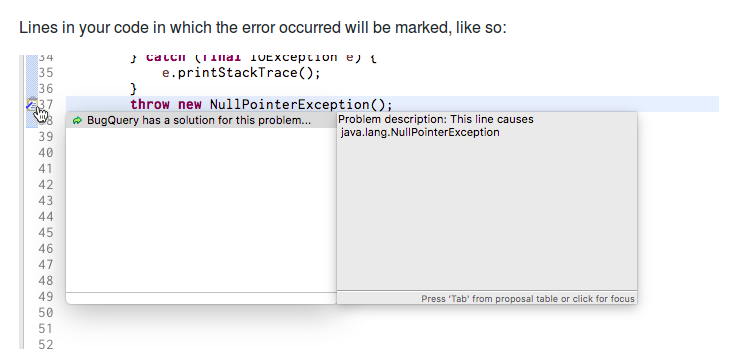 Lines in your code in which the error occurred will be marked, like so:
34 } catch (final IOException e) {
35 e.printStackTrace();
36 }
37 throw new NullPointerException();
38
BugQuery has a solution for this problem...
Problem description: This line causes
java.lang.NullPointerException
39
40
41
42
43
44
45
46
47
48
49
Press 'Tab' from proposal table or click for focus
50
51
52